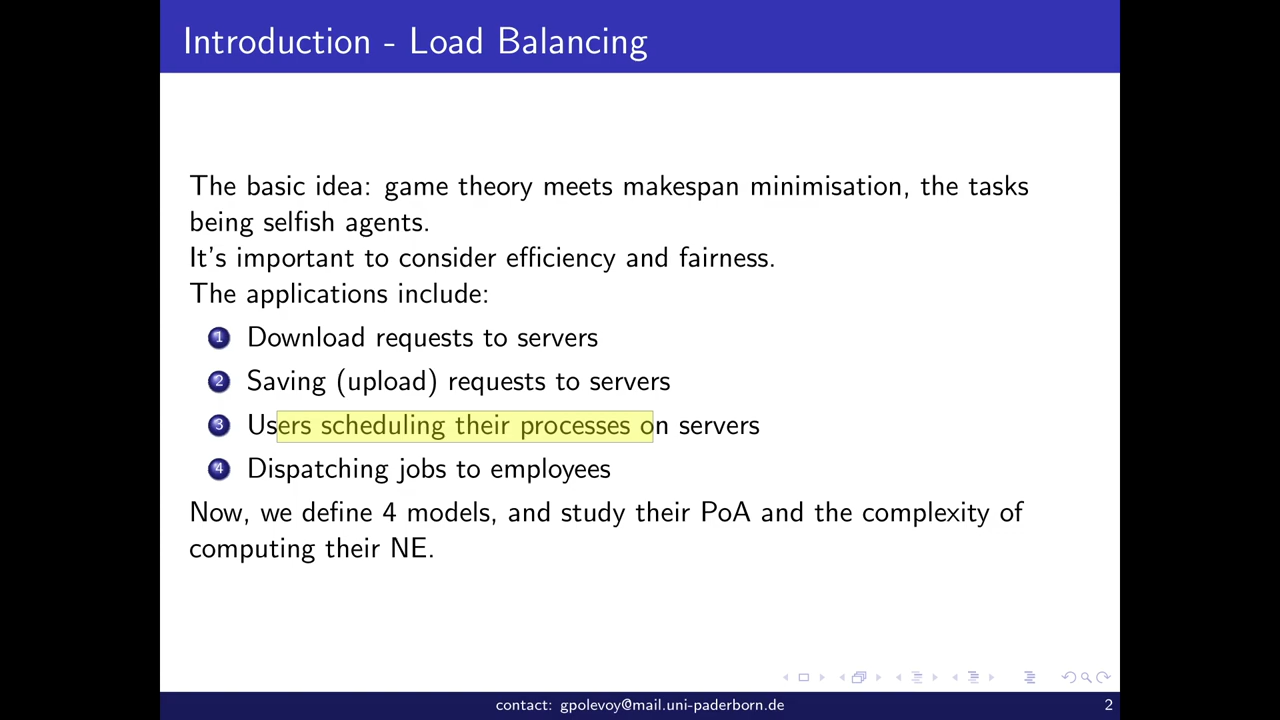 Introduction - Load Balancing
The basic idea: game theory meets makespan minimisation, the tasks
being selfish agents.
It's important to consider efficiency and fairness.
The applications include:
1 Download requests to servers
2 Saving (upload) requests to servers
3 Users scheduling their processes on servers
4 Dispatching jobs to employees
Now, we define 4 models, and study their PoA and the complexity of
computing their NE.
contact: gpolevoy@mail.uni-paderborn.de 2